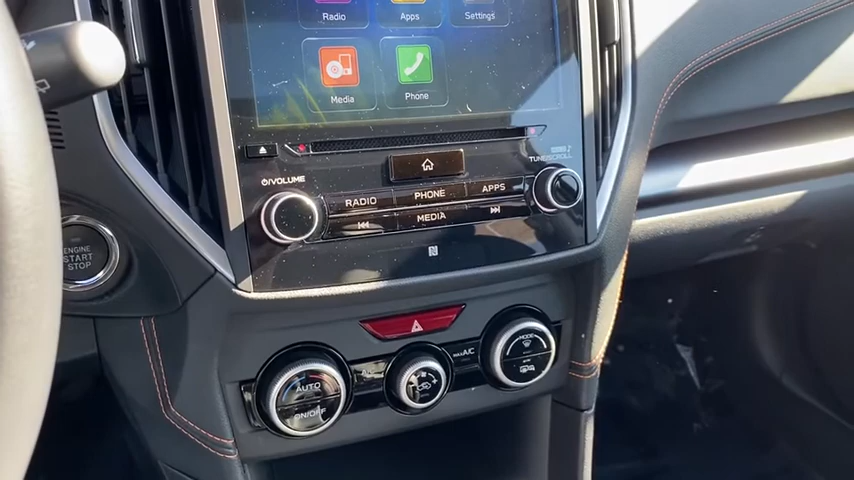 Radio
Apps
Settings
Media
Phone
TUNE/SCROLL
VOLUME
RADIO
PHONE
APPS
MEDIA
ENGINE
START
STOP
MAX A/C
MODE
AUTO
ON/OFF